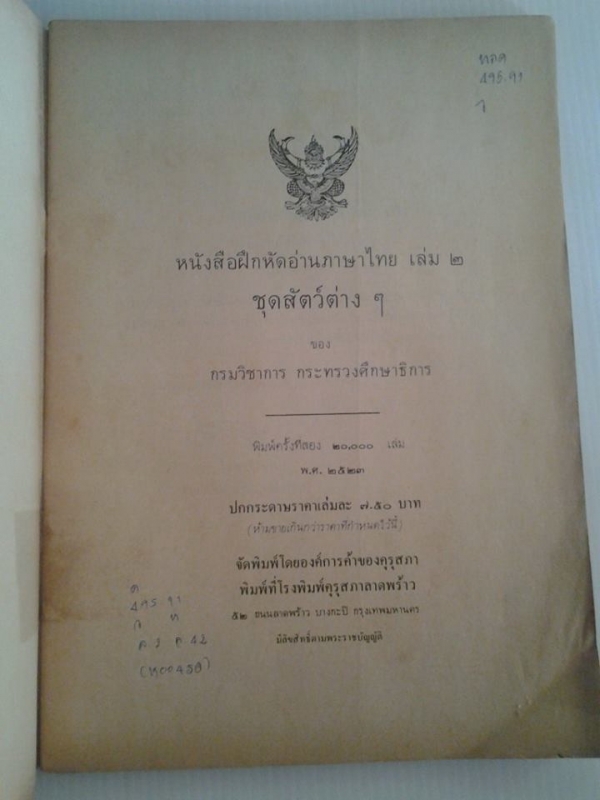 495.91
หนังสือฝึกหัดอ่านภาษาไทย เล่ม ๒
ชุดสัตว์ต่าง ๆ
ของ
กรมวิชาการ กระทรวงศึกษาธิการ
พิมพ์ครั้งที่สอง ๒๐,๐๐๐ เล่ม
พ.ศ. ๒๕๒๓
ปกกระดาษราคาเล่มละ ๗.๕๐ บาท
(ห้ามขายเกินกว่าราคาที่กำหนดไว้นี้)
จัดพิมพ์โดยองค์การค้าของคุรุสภา
พิมพ์ที่โรงพิมพ์คุรุสภาลาดพร้าว
๕๒ ถนนลาดพร้าว บางกะปิ กรุงเทพมหานคร
มีลิขสิทธิ์ตามพระราชบัญญัติ
495.91